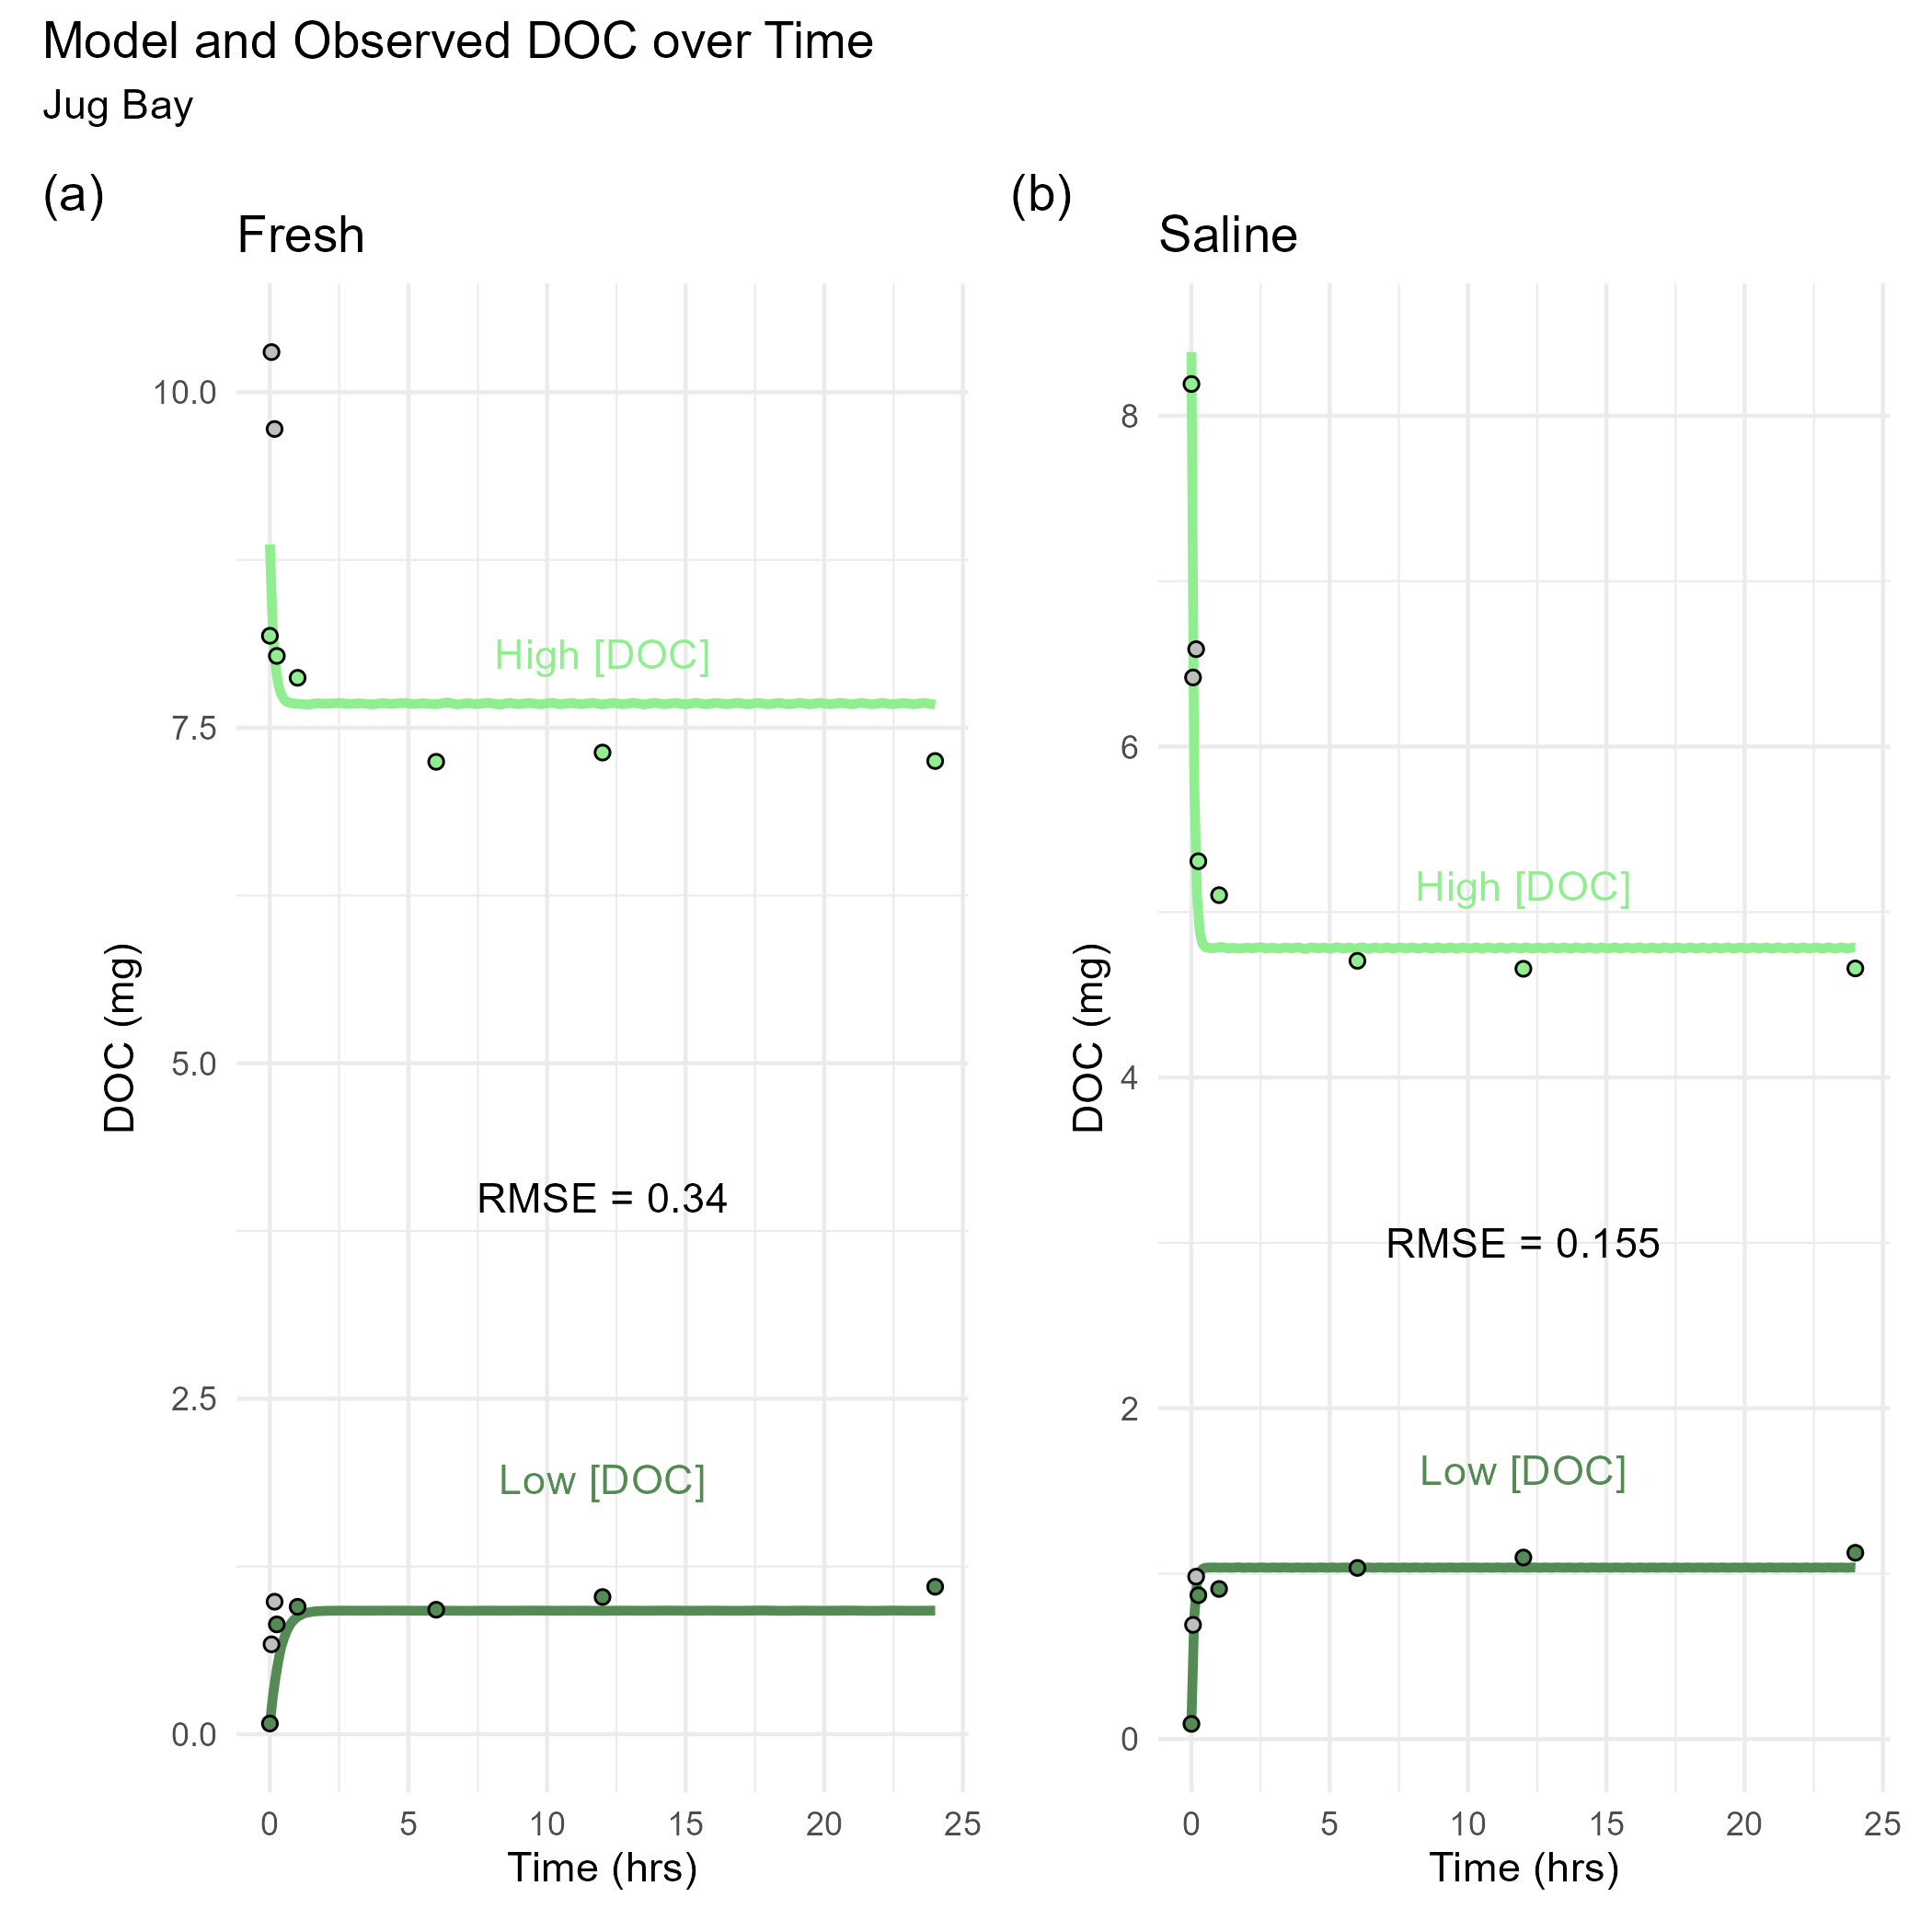 Model and Observed DOC over Time
Jug Bay
(a)
Fresh
10.0
7.5
5.0
2.5
0.0
DOC (mg)
High [DOC]
RMSE = 0.34
Low [DOC]
0 5 10 15 20 25
Time (hrs)
(b)
Saline
8
6
4
2
0
DOC (mg)
High [DOC]
RMSE = 0.155
Low [DOC]
0 5 10 15 20 25
Time (hrs)